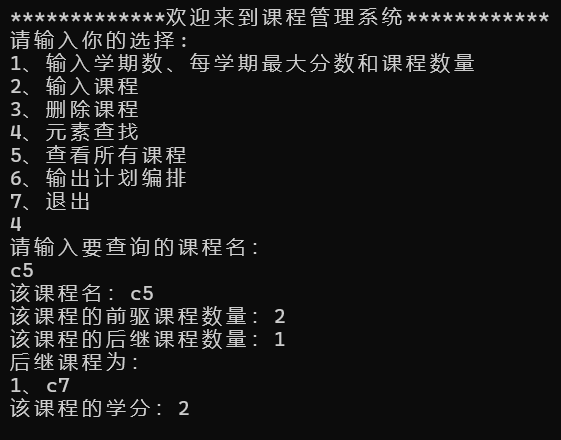 *************欢迎来到课程管理系统************
请输入你的选择:
1、输入学期数、每学期最大分数和课程数量
2、输入课程
3、删除课程
4、元素查找
5、查看所有课程
6、输出计划编排
7、退出
4
请输入要查询的课程名:
c5
该课程名: c5
该课程的前驱课程数量: 2
该课程的后继课程数量: 1
后继课程为:
1、c7
该课程的学分: 2